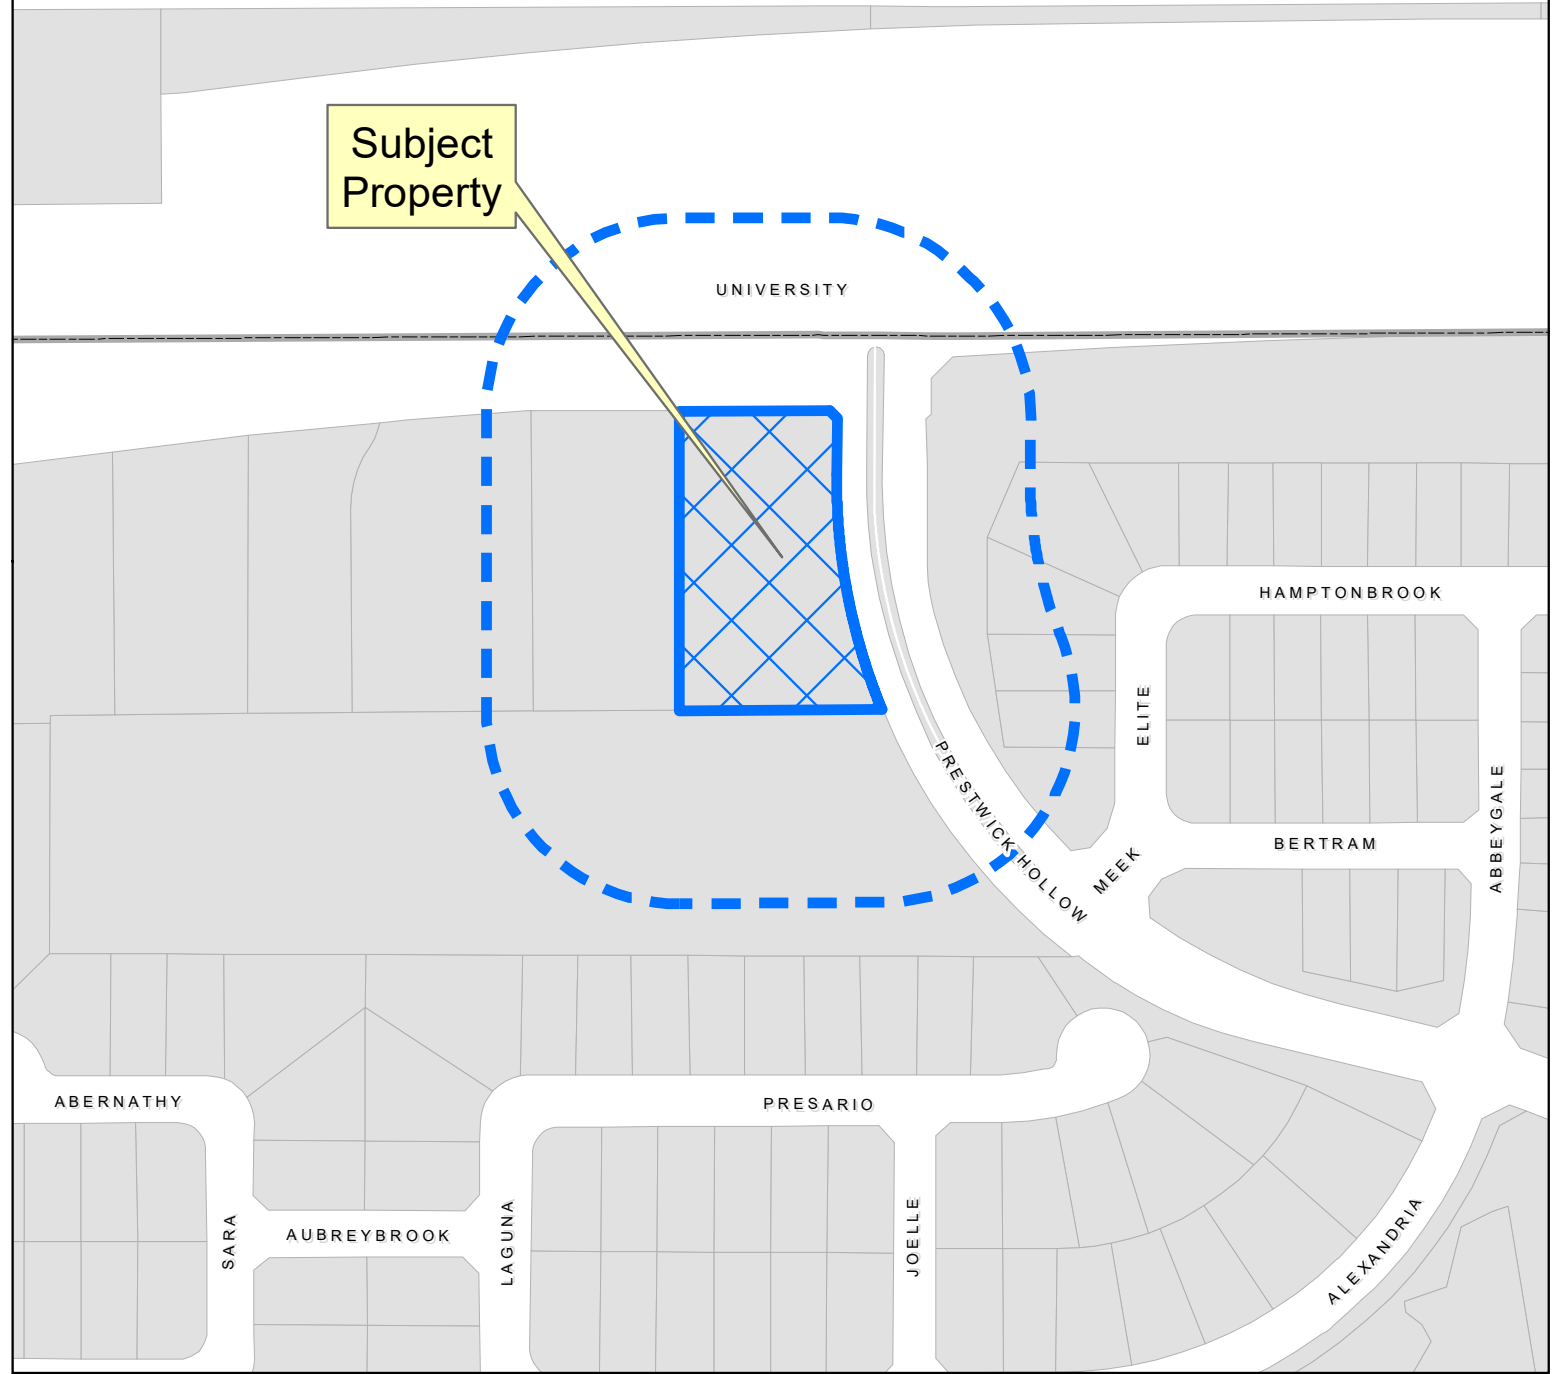 Subject
Property
UNIVERSITY
HAMPTONBROOK
ELITE
PRESTWICK HOLLOW
MEEK
BERTRAM
ABBEYGALE
ABERNATHY
PRESARIO
SARA
AUBREYBROOK
LAGUNA
JOELLE
ALEXANDRIA